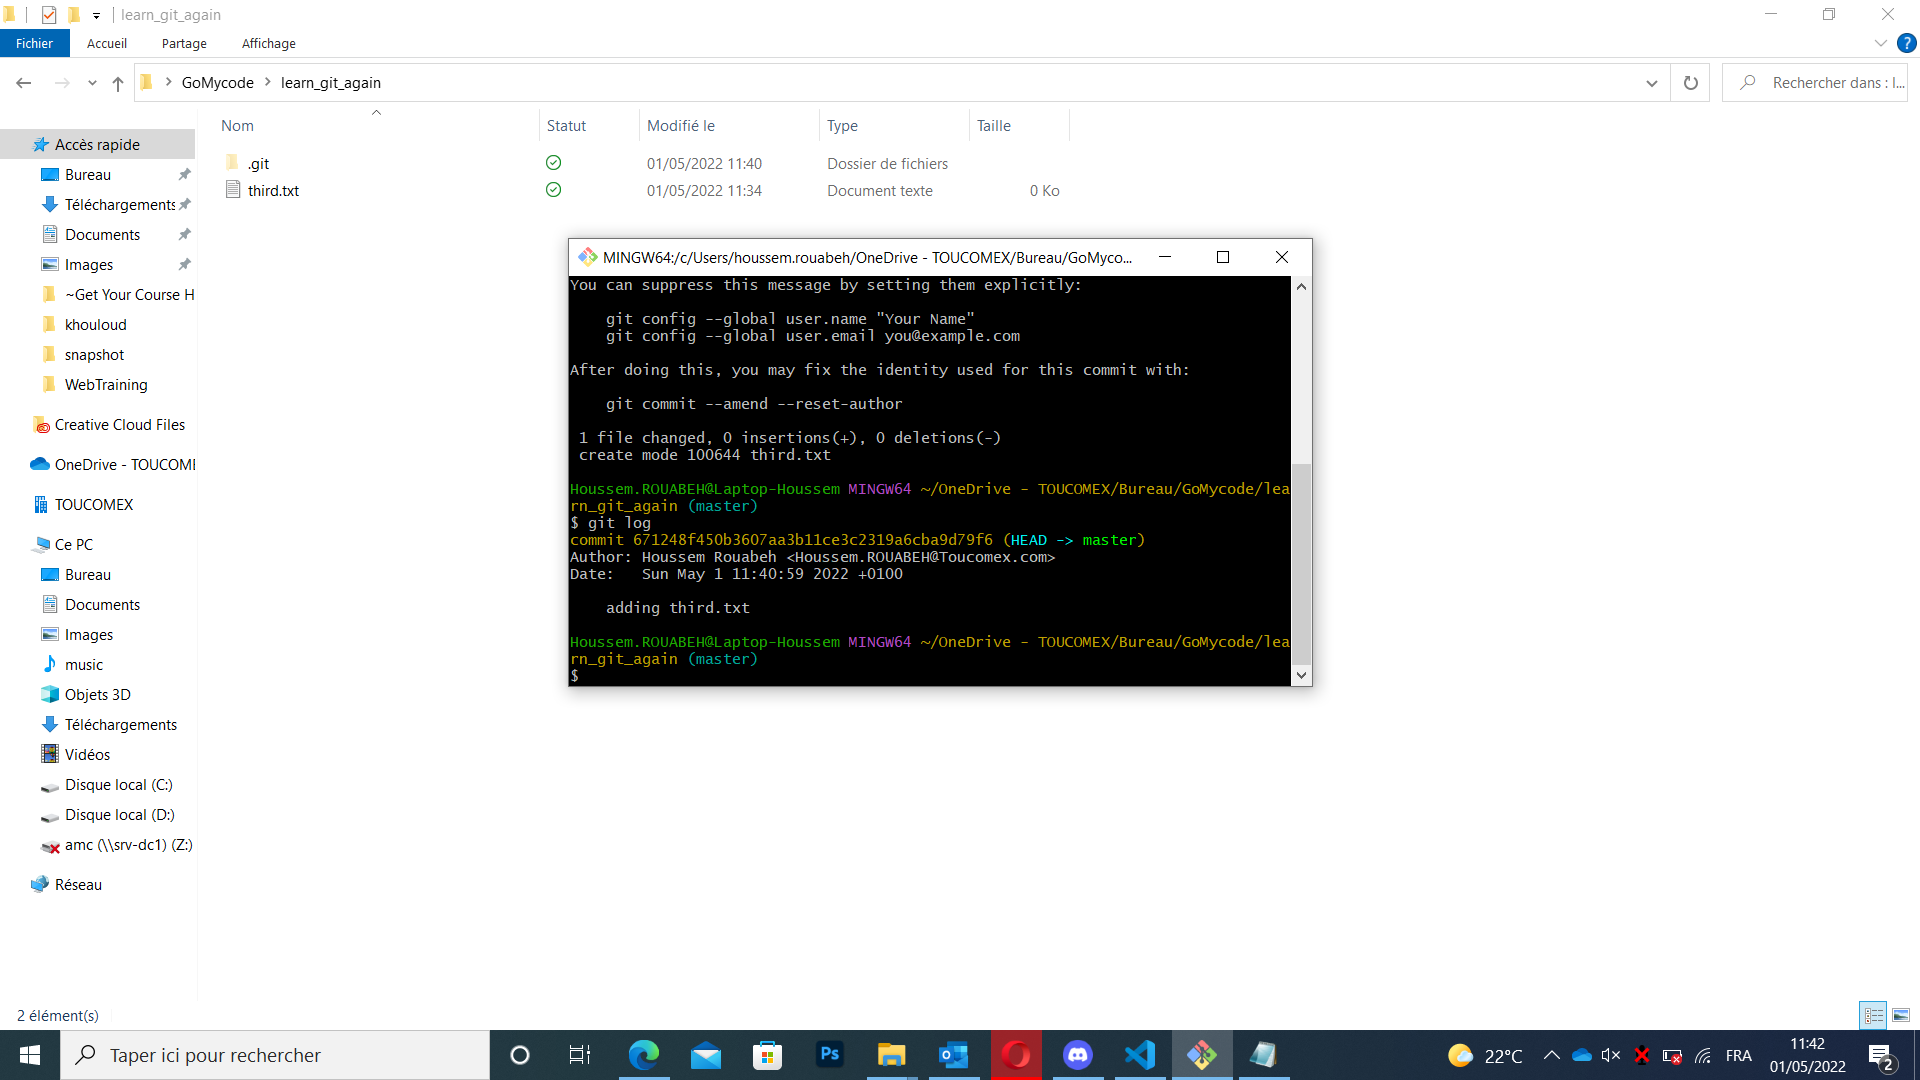 learn_git_again
Fichier
Accueil
Partage
Affichage
?
GoMycode
learn_git_again
Rechercher dans : l...
Nom
Statut
Modifié le
Type
Taille
.git
01/05/2022 11:40
Dossier de fichiers
third.txt
01/05/2022 11:34
Document texte
0 Ko
Accès rapide
Bureau
Téléchargements
Documents
Images
~Get Your Course H
khouloud
snapshot
WebTraining
Creative Cloud Files
OneDrive - TOUCOME
TOUCOMEX
Ce PC
Bureau
Documents
Images
music
Objets 3D
Téléchargements
Vidéos
Disque local (C:)
Disque local (D:)
amc (\\srv-dc1) (Z:)
Réseau
MINGW64:/c/Users/houssem.rouabeh/OneDrive - TOUCOMEX/Bureau/GoMyco...
You can suppress this message by setting them explicitly:
git config --global user.name "Your Name"
git config --global user.email you@example.com
After doing this, you may fix the identity used for this commit with:
git commit --amend --reset-author
1 file changed, 0 insertions(+), 0 deletions(-)
create mode 100644 third.txt
Houssem.ROUABEH@Laptop-Houssem MINGW64 ~/OneDrive - TOUCOMEX/Bureau/GoMycode/lea
rn_git_again (master)
$ git log
commit 671248f450b3607aa3b11ce3c2319a6cba9d79f6 (HEAD -> master)
Author: Houssem Rouabeh <Houssem.ROUABEH@Toucomex.com>
Date:   Sun May 1 11:40:59 2022 +0100
adding third.txt
Houssem.ROUABEH@Laptop-Houssem MINGW64 ~/OneDrive - TOUCOMEX/Bureau/GoMycode/lea
rn_git_again (master)
$
2 élément(s)
Taper ici pour rechercher
Ps
22°C
FRA
11:42
01/05/2022
2